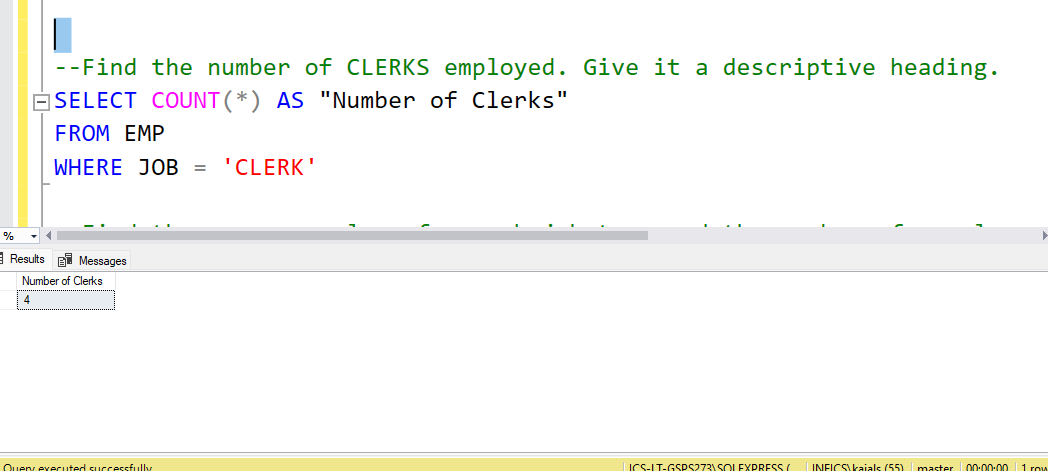 --Find the number of CLERKS employed. Give it a descriptive heading.
SELECT COUNT(*) AS "Number of Clerks"
FROM EMP
WHERE JOB = 'CLERK'
%
Results Messages
Number of Clerks
4
Query executed successfully. ICS-LT-GSPS273\SQLEXPRESS ( INFICS\kajals (55) master 00:00:00 1 row